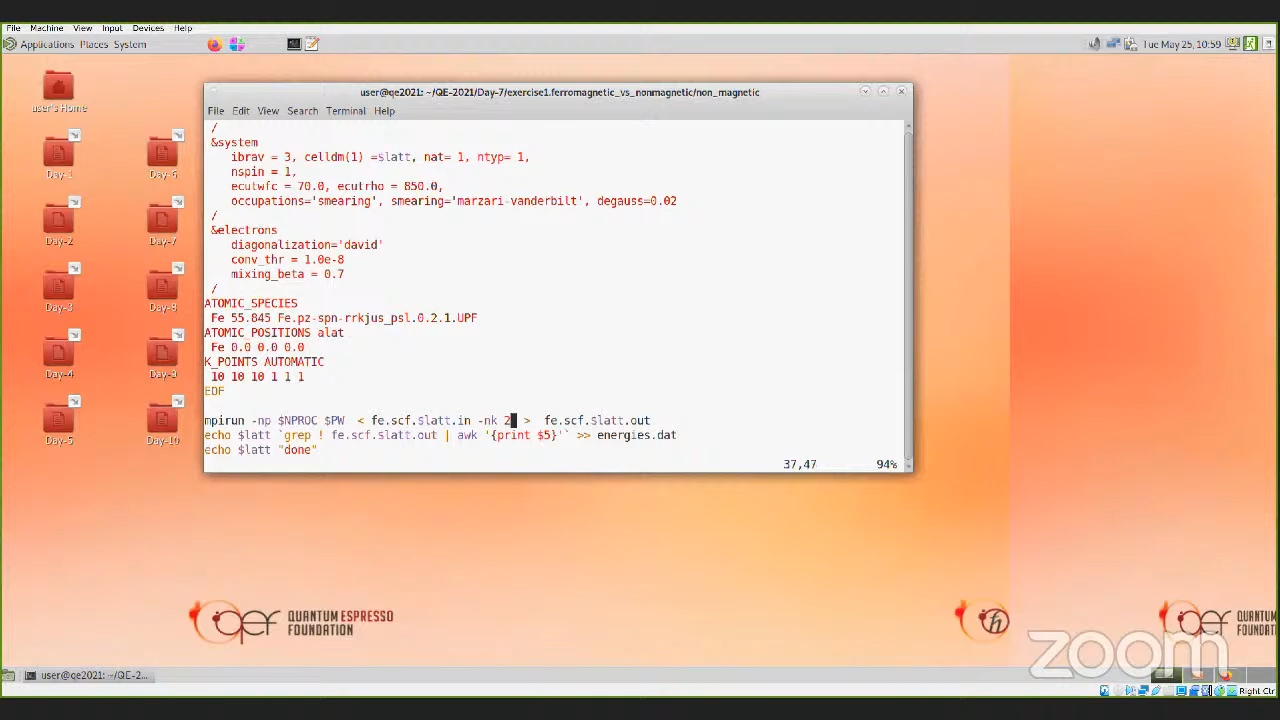 File Machine View Input Devices Help
Applications Places System
Tue May 25, 10:59
user's Home
Day-1
Day-6
Day-2
Day-7
Day-3
Day-8
Day-4
Day-9
Day-5
Day-10
user@qe2021: ~/QE-2021/Day-7/exercise1.ferromagnetic_vs_nonmagnetic/non_magnetic
File Edit View Search Terminal Help
/
&system
ibrav = 3, celldm(1) =$latt, nat= 1, ntyp= 1,
nspin = 1,
ecutwfc = 70.0, ecutrho = 850.0,
occupations='smearing', smearing='marzari-vanderbilt', degauss=0.02
/
&electrons
diagonalization='david'
conv_thr = 1.0e-8
mixing_beta = 0.7
/
ATOMIC_SPECIES
Fe 55.845 Fe.pz-spn-rrkjus_psl.0.2.1.UPF
ATOMIC_POSITIONS alat
Fe 0.0 0.0 0.0
K_POINTS AUTOMATIC
10 10 10 1 1 1
EOF
mpirun -np $NPROC $PW < fe.scf.$latt.in -nk 2 > fe.scf.$latt.out
echo $latt `grep ! fe.scf.$latt.out | awk '{print $5}'` >> energies.dat
echo $latt "done"
37,47 94%
QUANTUM ESPRESSO
FOUNDATION
QUANTUM
FOUNDAT
zoom
user@qe2021: ~/QE-2...
Right Ctrl